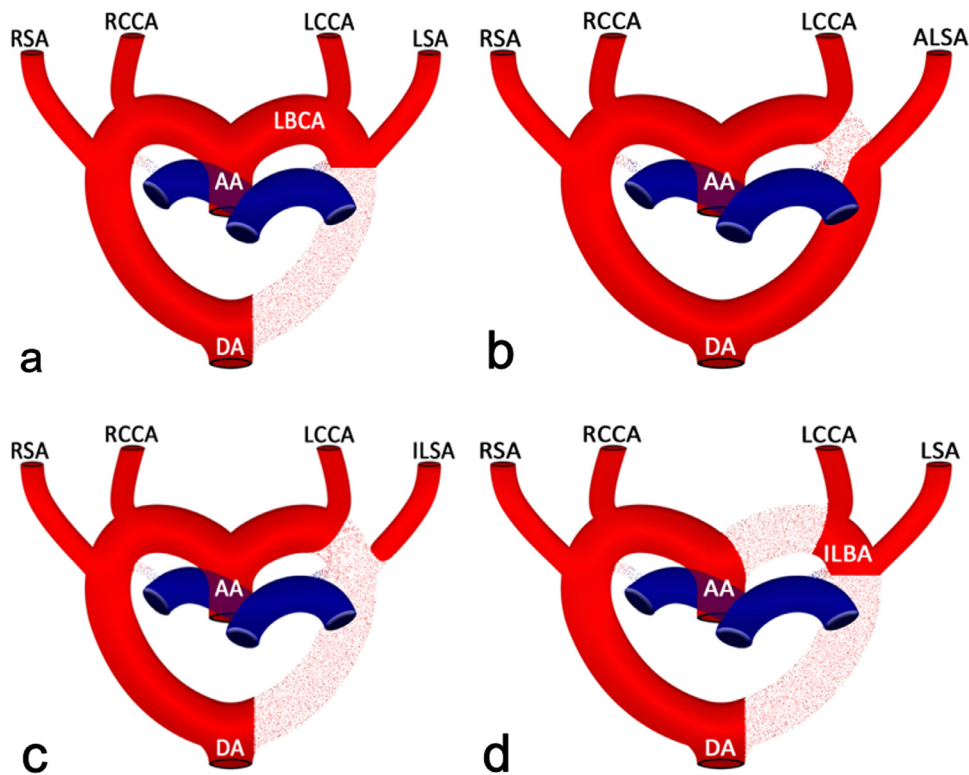 RCCA LCCA
RSA LSA
LBCA
AA
DA
a
RCCA LCCA
RSA ALSA
AA
DA
b
RCCA LCCA
RSA ILSA
AA
DA
c
RCCA LCCA
RSA LSA
ILBA
AA
DA
d